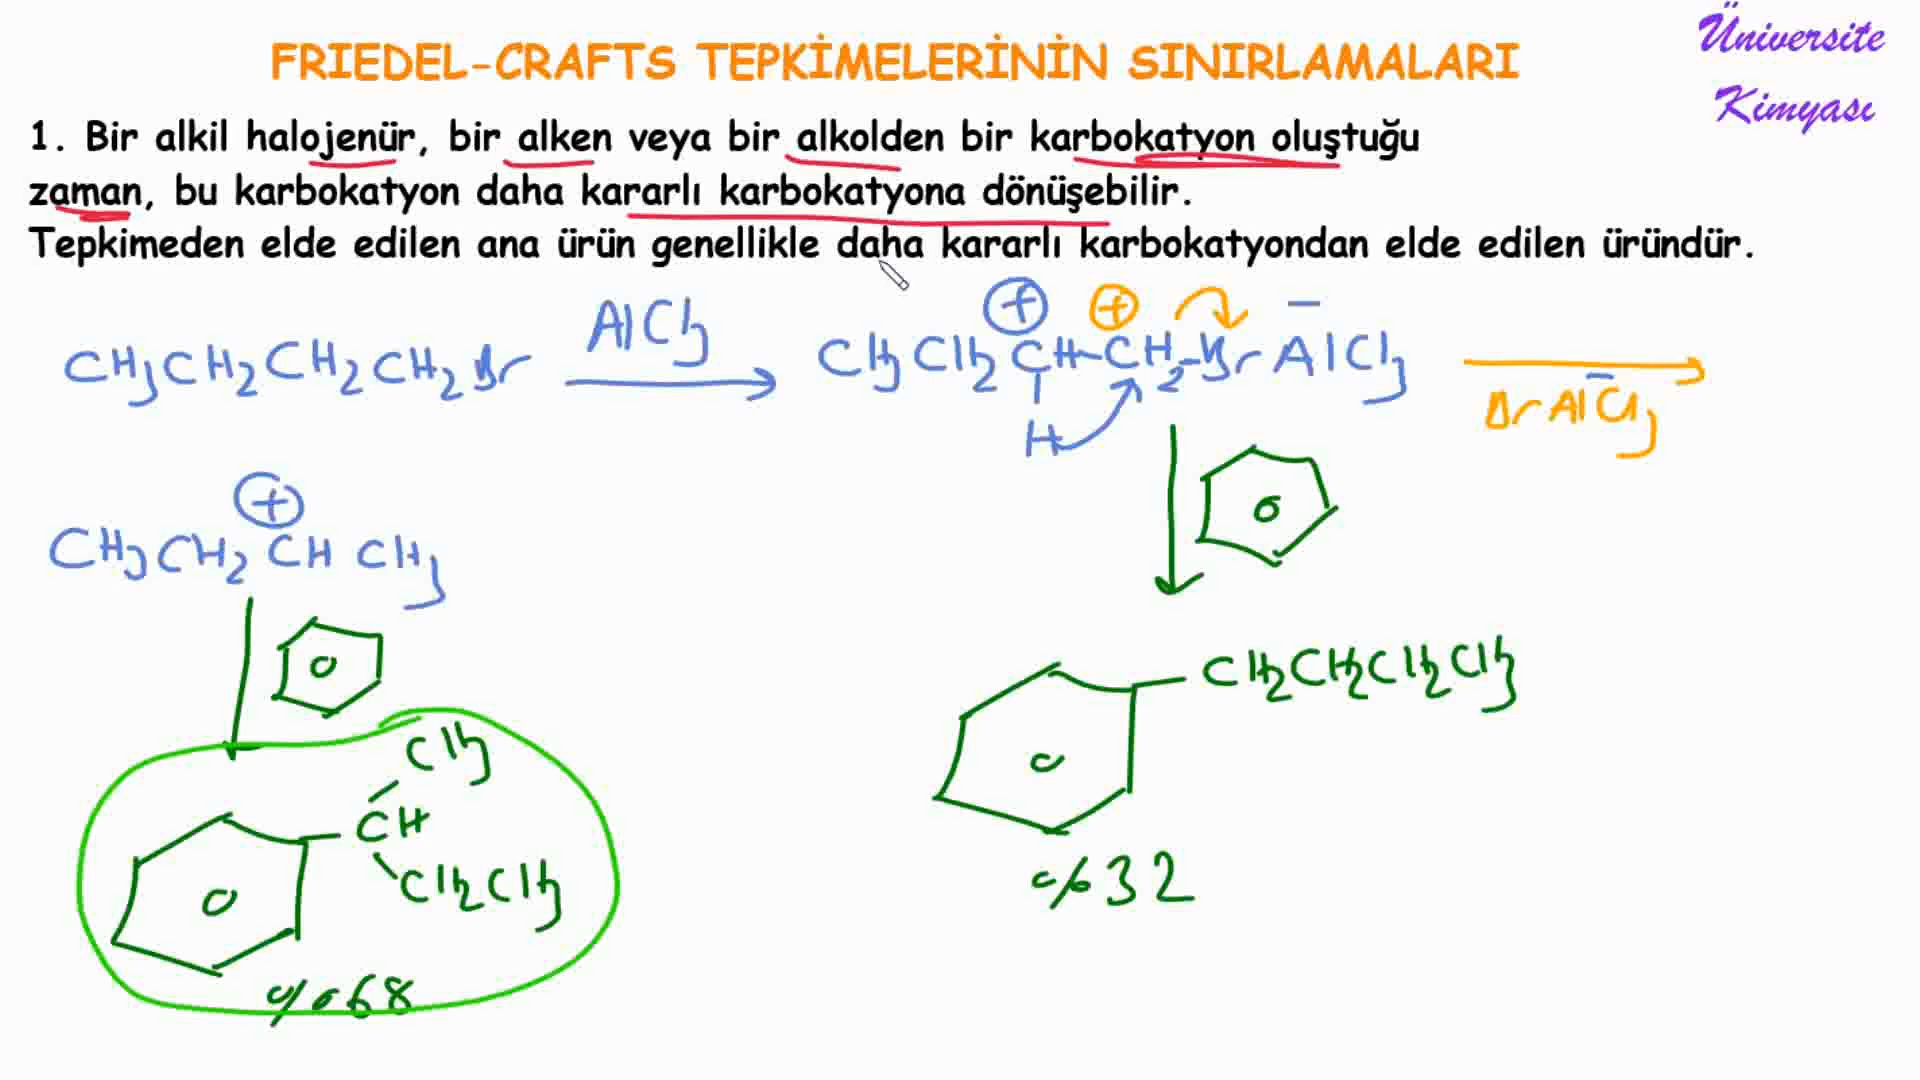 FRIEDEL-CRAFTS TEPKİMELERİNİN SINIRLAMALARI
Üniversite
Kimyası
1. Bir alkil halojenür, bir alken veya bir alkolden bir karbokatyon oluştuğu
zaman, bu karbokatyon daha kararlı karbokatyona dönüşebilir.
Tepkimeden elde edilen ana ürün genellikle daha kararlı karbokatyondan elde edilen üründür.
CH3CH2CH2CH2Br
AlCl3
+ + −
CH3CH2CH-CH2-Br AlCl3
H
BrAlCl3 −
+
CH3CH2CHCH3
CH2CH2CH2CH3
CH3
CH
CH2CH3
%32
%68